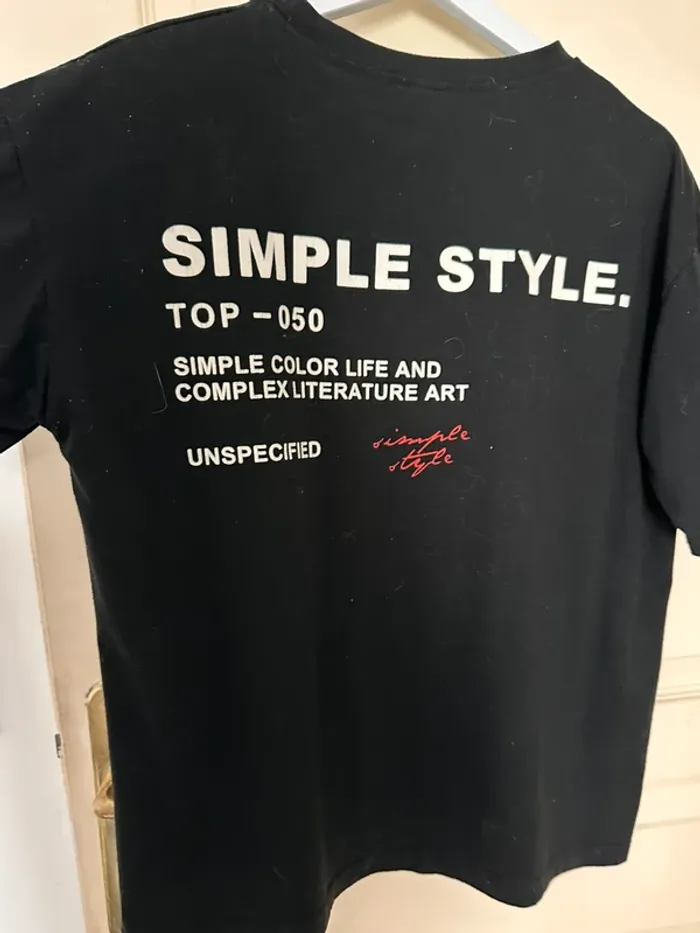 SIMPLE STYLE.
TOP -050
SIMPLE COLOR LIFE AND
COMPLEX LITERATURE ART
UNSPECIFIED
simple
style